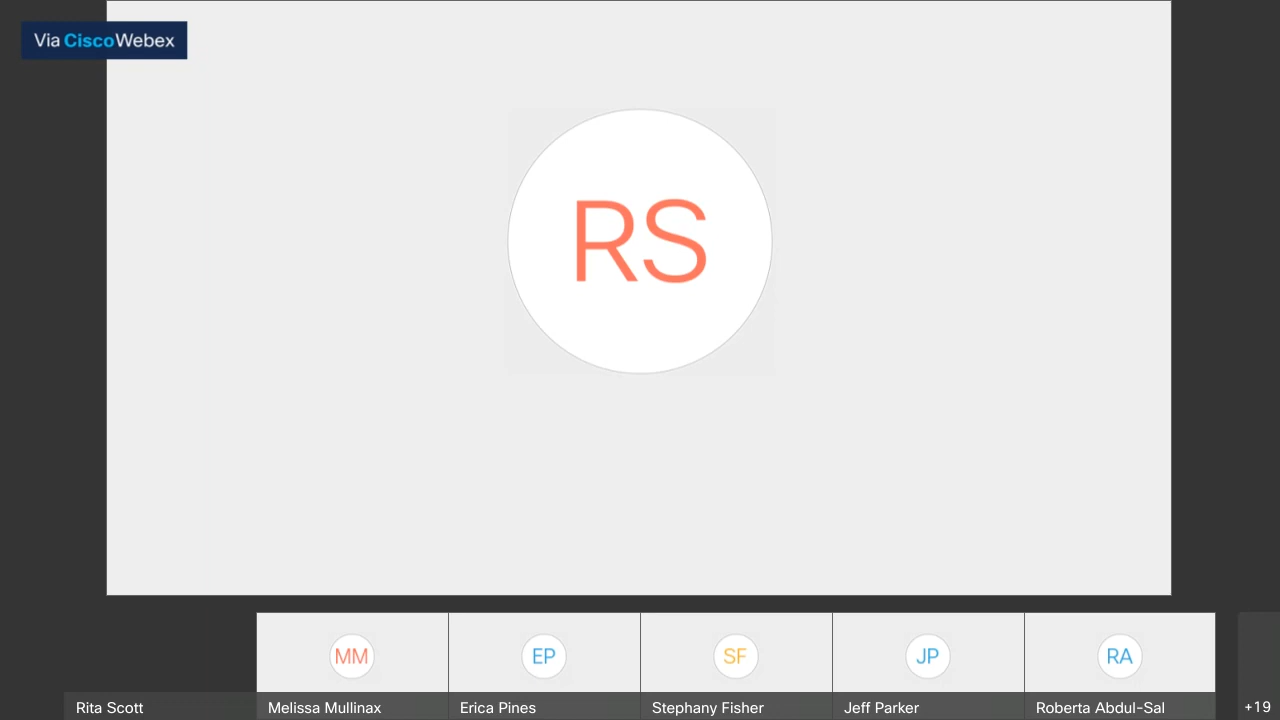 Via CiscoWebex
RS
MM
EP
SF
JP
RA
Rita Scott
Melissa Mullinax
Erica Pines
Stephany Fisher
Jeff Parker
Roberta Abdul-Sal
+19